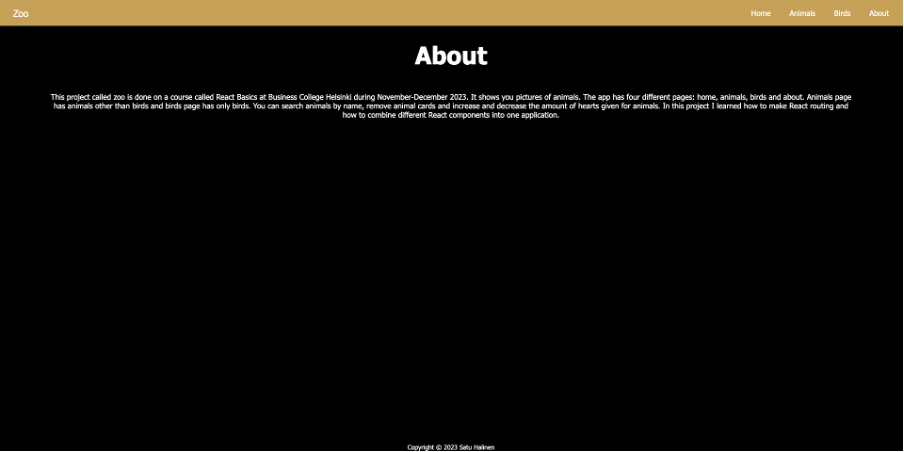 Zoo
Home Animals Birds About
About
This project called zoo is done on a course called React Basics at Business College Helsinki during November-December 2023. It shows you pictures of animals. The app has four different pages: home, animals, birds and about. Animals page
has animals other than birds and birds page has only birds. You can search animals by name, remove animal cards and increase and decrease the amount of hearts given for animals. In this project I learned how to make React routing and
how to combine different React components into one application.
Copyright © 2023 Satu Halinen